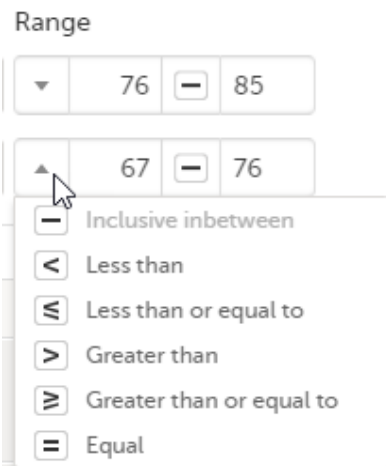 Range
76 − 85
67 − 76
− Inclusive inbetween
< Less than
≤ Less than or equal to
> Greater than
≥ Greater than or equal to
= Equal